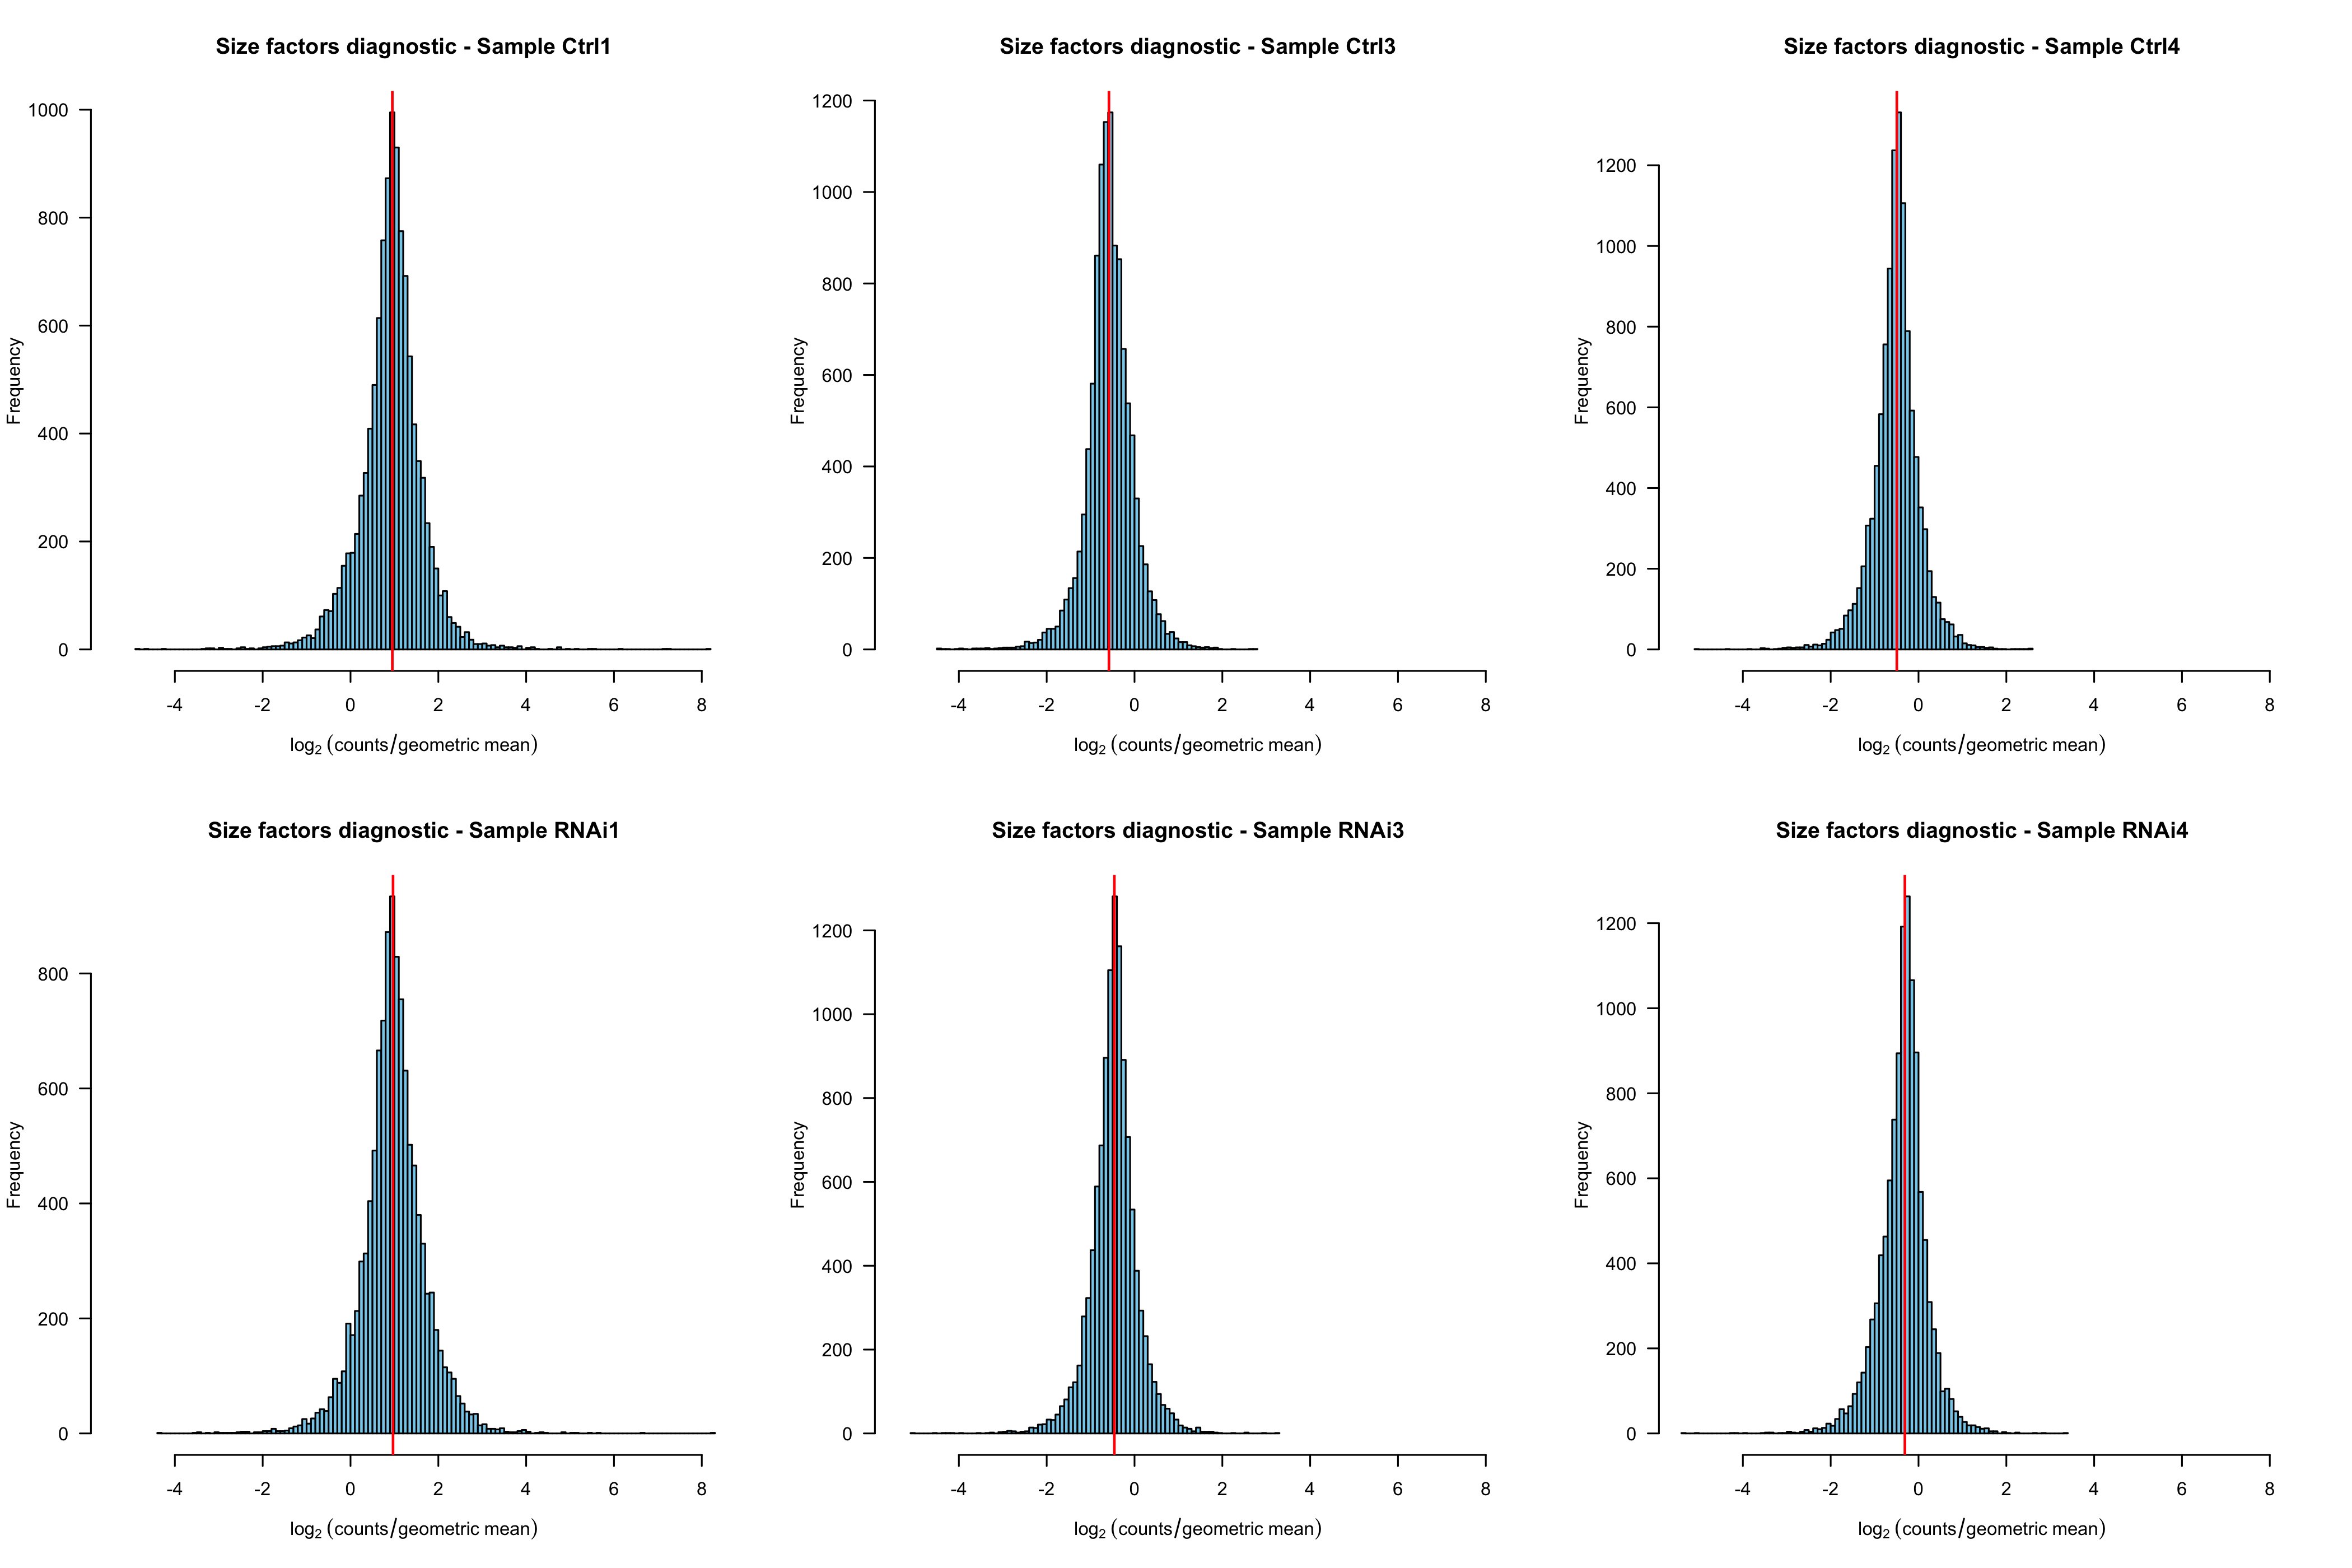 Size factors diagnostic - Sample Ctrl1
Frequency
1000
800
600
400
200
0
-4 -2 0 2 4 6 8
log₂ (counts/geometric mean)
Size factors diagnostic - Sample Ctrl3
Frequency
1200
1000
800
600
400
200
0
-4 -2 0 2 4 6 8
log₂ (counts/geometric mean)
Size factors diagnostic - Sample Ctrl4
Frequency
1200
1000
800
600
400
200
0
-4 -2 0 2 4 6 8
log₂ (counts/geometric mean)
Size factors diagnostic - Sample RNAi1
Frequency
800
600
400
200
0
-4 -2 0 2 4 6 8
log₂ (counts/geometric mean)
Size factors diagnostic - Sample RNAi3
Frequency
1200
1000
800
600
400
200
0
-4 -2 0 2 4 6 8
log₂ (counts/geometric mean)
Size factors diagnostic - Sample RNAi4
Frequency
1200
1000
800
600
400
200
0
-4 -2 0 2 4 6 8
log₂ (counts/geometric mean)